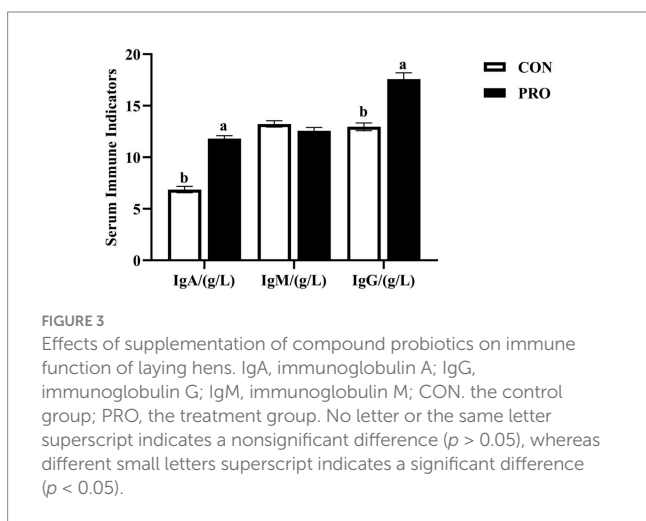 20
15
10
5
0
Serum Immune Indicators
b
a
b
a
IgA/(g/L)
IgM/(g/L)
IgG/(g/L)
CON
PRO
FIGURE 3
Effects of supplementation of compound probiotics on immune
function of laying hens. IgA, immunoglobulin A; IgG,
immunoglobulin G; IgM, immunoglobulin M; CON. the control
group; PRO, the treatment group. No letter or the same letter
superscript indicates a nonsignificant difference (p > 0.05), whereas
different small letters superscript indicates a significant difference
(p < 0.05).